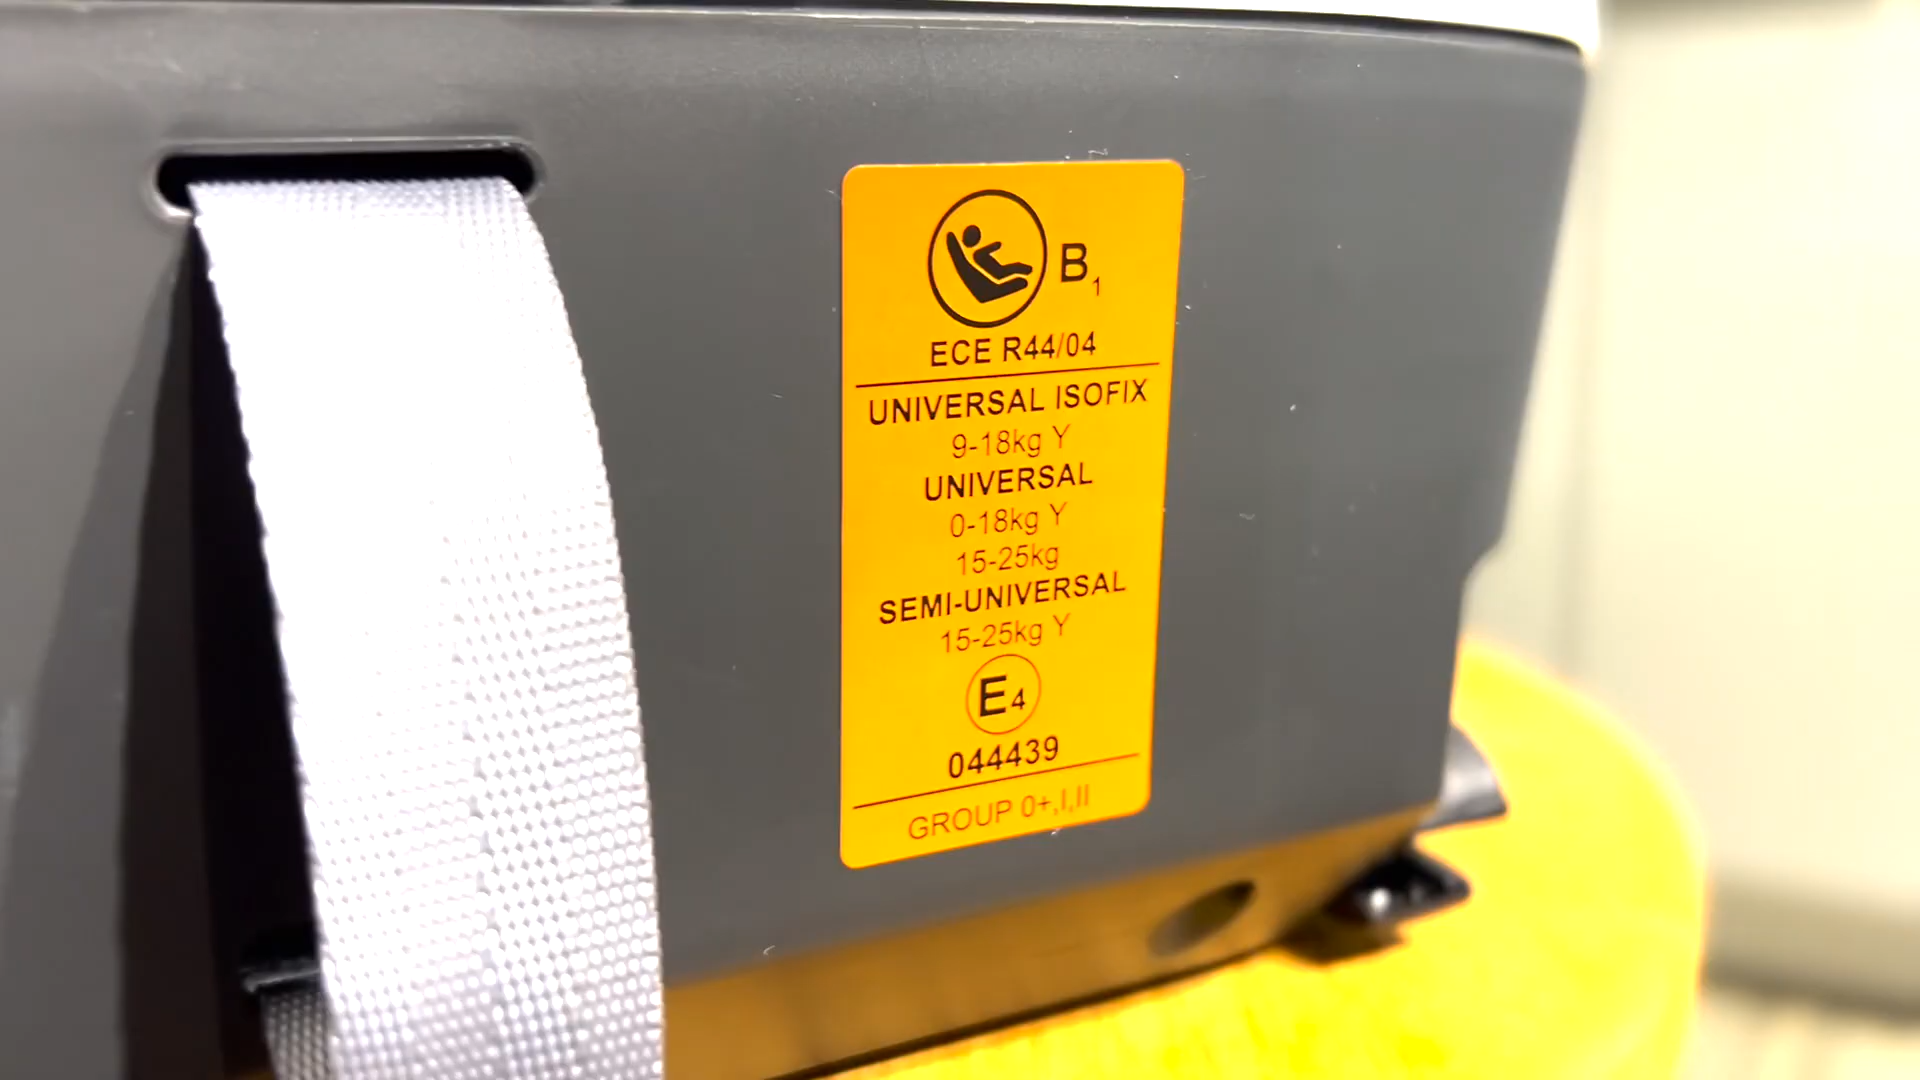 B1
ECE R44/04
UNIVERSAL ISOFIX
9-18kg Y
UNIVERSAL
0-18kg Y
15-25kg
SEMI-UNIVERSAL
15-25kg Y
E4
044439
GROUP 0+,I,II